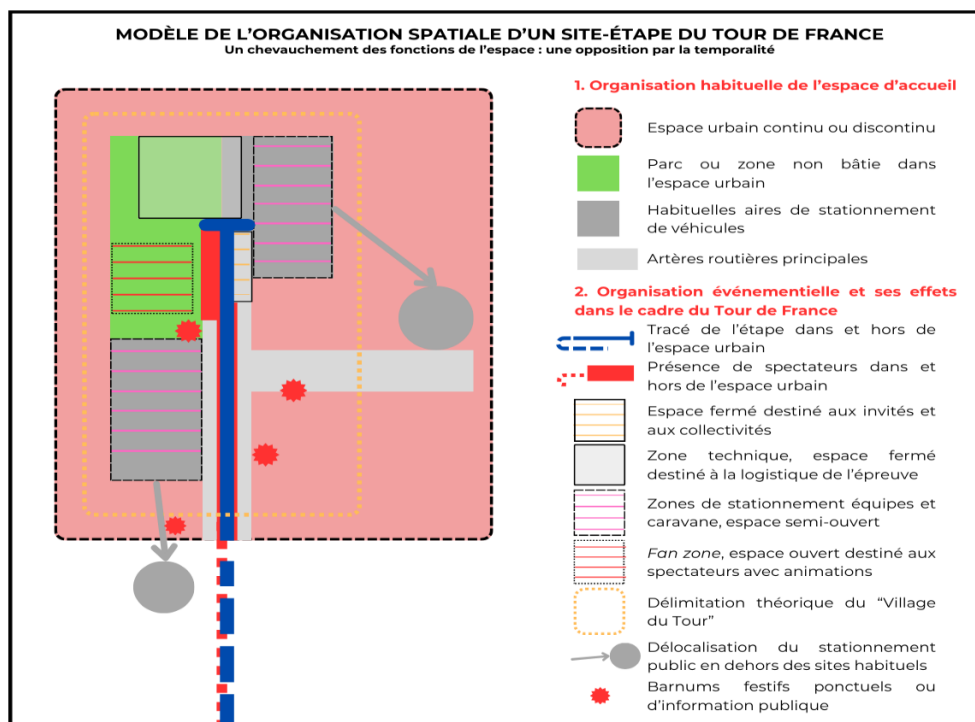 MODÈLE DE L'ORGANISATION SPATIALE D'UN SITE-ÉTAPE DU TOUR DE FRANCE
Un chevauchement des fonctions de l'espace : une opposition par la temporalité
1. Organisation habituelle de l'espace d'accueil
Espace urbain continu ou discontinu
Parc ou zone non bâtie dans
l'espace urbain
Habituelles aires de stationnement
de véhicules
Artères routières principales
2. Organisation événementielle et ses effets
dans le cadre du Tour de France
Tracé de l'étape dans et hors de
l'espace urbain
Présence de spectateurs dans et
hors de l'espace urbain
Espace fermé destiné aux invités et
aux collectivités
Zone technique, espace fermé
destiné à la logistique de l'épreuve
Zones de stationnement équipes et
caravane, espace semi-ouvert
Fan zone, espace ouvert destiné aux
spectateurs avec animations
Délimitation théorique du "Village
du Tour"
Délocalisation du stationnement
public en dehors des sites habituels
Barnums festifs ponctuels ou
d'information publique